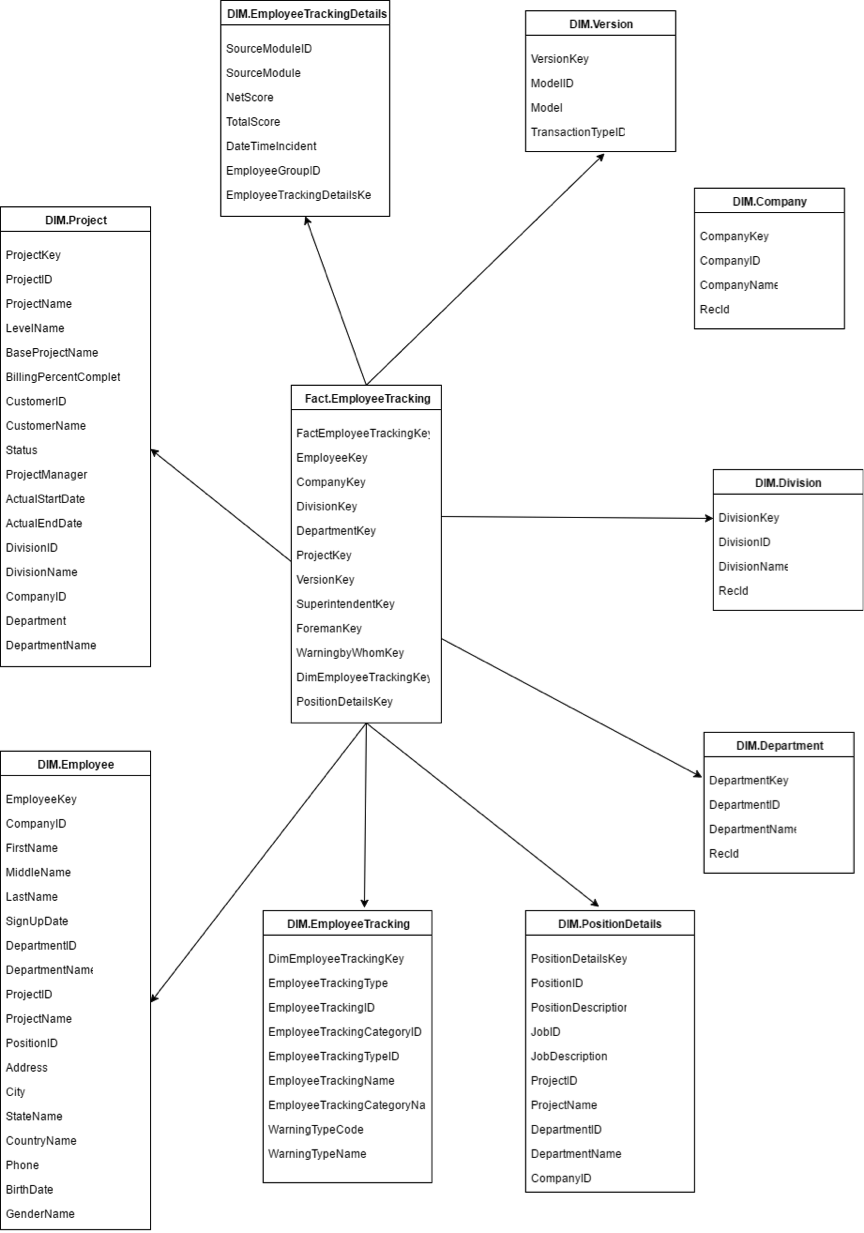 DIM.EmployeeTrackingDetails
SourceModuleID
SourceModule
NetScore
TotalScore
DateTimeIncident
EmployeeGroupID
EmployeeTrackingDetailsKe
DIM.Version
VersionKey
ModelID
Model
TransactionTypeID
DIM.Company
CompanyKey
CompanyID
CompanyName
RecId
DIM.Project
ProjectKey
ProjectID
ProjectName
LevelName
BaseProjectName
BillingPercentComplet
CustomerID
CustomerName
Status
ProjectManager
ActualStartDate
ActualEndDate
DivisionID
DivisionName
CompanyID
Department
DepartmentName
Fact.EmployeeTracking
FactEmployeeTrackingKey
EmployeeKey
CompanyKey
DivisionKey
DepartmentKey
ProjectKey
VersionKey
SuperintendentKey
ForemanKey
WarningbyWhomKey
DimEmployeeTrackingKey
PositionDetailsKey
DIM.Division
DivisionKey
DivisionID
DivisionName
RecId
DIM.Department
DepartmentKey
DepartmentID
DepartmentName
RecId
DIM.Employee
EmployeeKey
CompanyID
FirstName
MiddleName
LastName
SignUpDate
DepartmentID
DepartmentName
ProjectID
ProjectName
PositionID
Address
City
StateName
CountryName
Phone
BirthDate
GenderName
DIM.EmployeeTracking
DimEmployeeTrackingKey
EmployeeTrackingType
EmployeeTrackingID
EmployeeTrackingCategoryID
EmployeeTrackingTypeID
EmployeeTrackingName
EmployeeTrackingCategoryNa
WarningTypeCode
WarningTypeName
DIM.PositionDetails
PositionDetailsKey
PositionID
PositionDescription
JobID
JobDescription
ProjectID
ProjectName
DepartmentID
DepartmentName
CompanyID